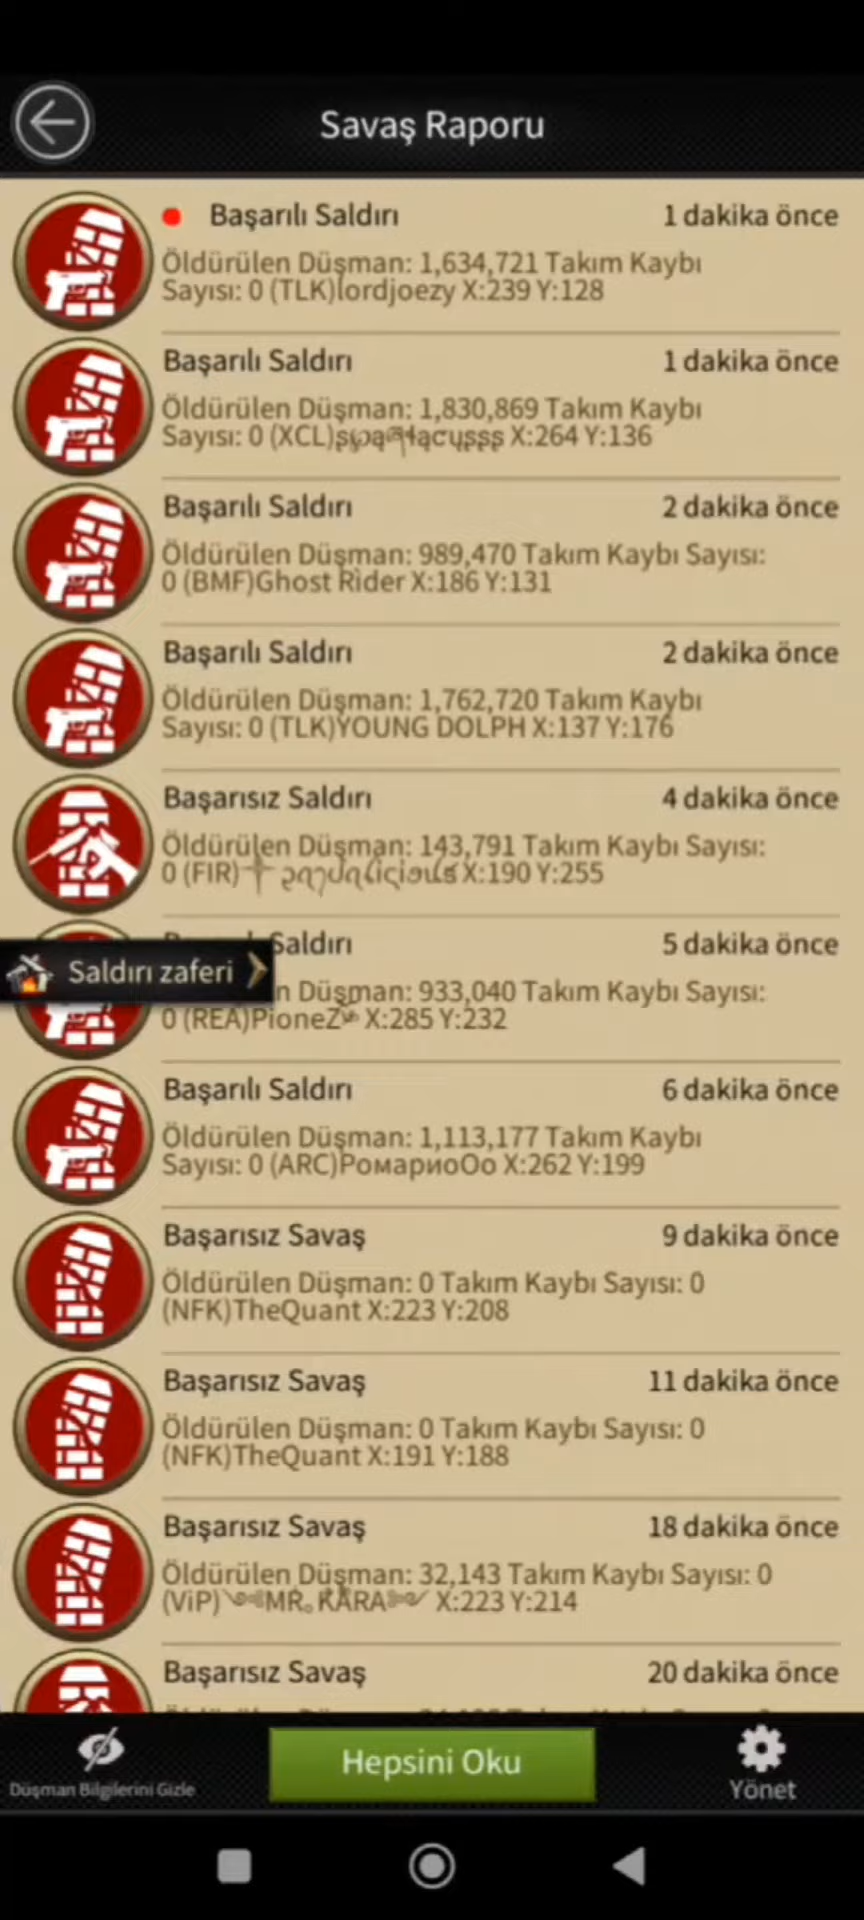 Savaş Raporu
Başarılı Saldırı 1 dakika önce
Öldürülen Düşman: 1,634,721 Takım Kaybı
Sayısı: 0 (TLK)lordjoezy X:239 Y:128
Başarılı Saldırı 1 dakika önce
Öldürülen Düşman: 1,830,869 Takım Kaybı
Sayısı: 0 (XCL) X:264 Y:136
Başarılı Saldırı 2 dakika önce
Öldürülen Düşman: 989,470 Takım Kaybı Sayısı:
0 (BMF)Ghost Rider X:186 Y:131
Başarılı Saldırı 2 dakika önce
Öldürülen Düşman: 1,762,720 Takım Kaybı
Sayısı: 0 (TLK)YOUNG DOLPH X:137 Y:176
Başarısız Saldırı 4 dakika önce
Öldürülen Düşman: 143,791 Takım Kaybı Sayısı:
0 (FIR) X:190 Y:255
Saldırı 5 dakika önce
Saldırı zaferi
Düşman: 933,040 Takım Kaybı Sayısı:
0 (REA)PioneZ X:285 Y:232
Başarılı Saldırı 6 dakika önce
Öldürülen Düşman: 1,113,177 Takım Kaybı
Sayısı: 0 (ARC)РомариоОо X:262 Y:199
Başarısız Savaş 9 dakika önce
Öldürülen Düşman: 0 Takım Kaybı Sayısı: 0
(NFK)TheQuant X:223 Y:208
Başarısız Savaş 11 dakika önce
Öldürülen Düşman: 0 Takım Kaybı Sayısı: 0
(NFK)TheQuant X:191 Y:188
Başarısız Savaş 18 dakika önce
Öldürülen Düşman: 32,143 Takım Kaybı Sayısı: 0
(ViP) X:223 Y:214
Başarısız Savaş 20 dakika önce
Düşman Bilgilerini Gizle
Hepsini Oku
Yönet